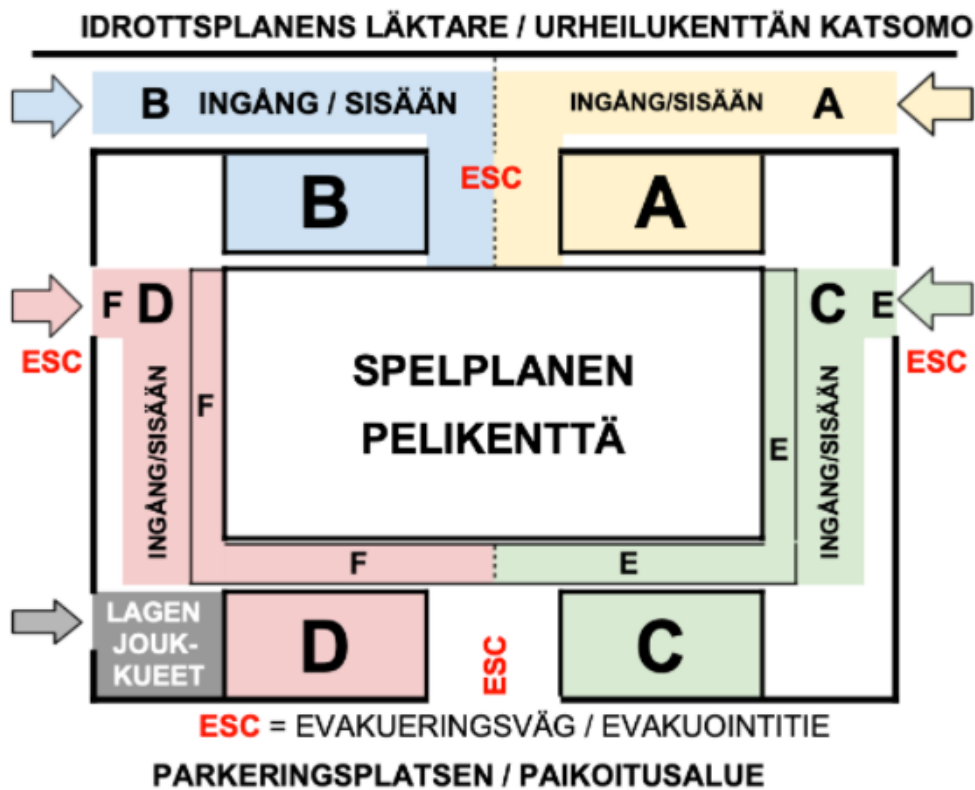 IDROTTSPLANENS LÄKTARE / URHEILUKENTTÄN KATSOMO
B INGÅNG / SISÄÄN
INGÅNG/SISÄÄN A
ESC
B
A
F D
C E
ESC
ESC
INGÅNG/SISÄÄN
F
SPELPLANEN
PELIKENTTÄ
E
INGÅNG/SISÄÄN
F
E
LAGEN
JOUK-
KUEET
D
ESC
C
ESC = EVAKUERINGSVÄG / EVAKUOINTITIE
PARKERINGSPLATSEN / PAIKOITUSALUE